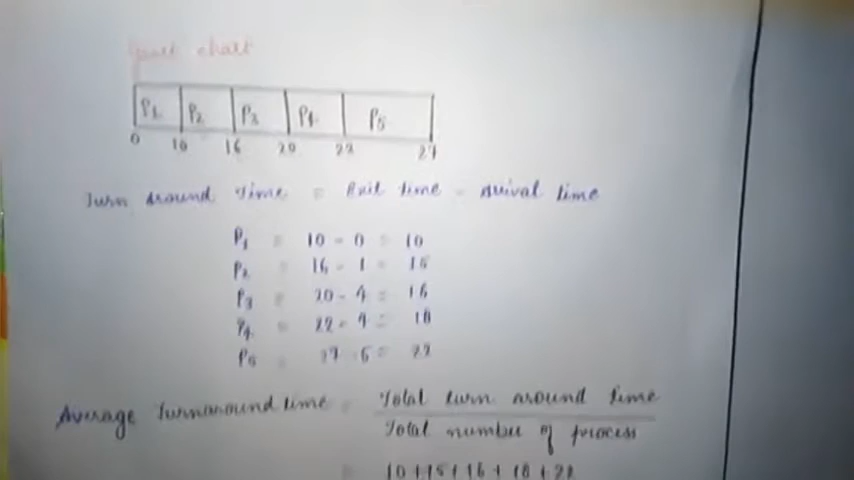 Gantt chart
P1 P2 P3 P4 P5
0 10 16 20 22 27
Turn around Time = Exit time - arrival time
P1 = 10 - 0 = 10
P2 = 16 - 1 = 15
P3 = 20 - 4 = 16
P4 = 22 - 4 = 18
P5 = 27 - 5 = 22
Average turnaround time = Total turn around time
Total number of process
= 10 + 15 + 16 + 18 + 22